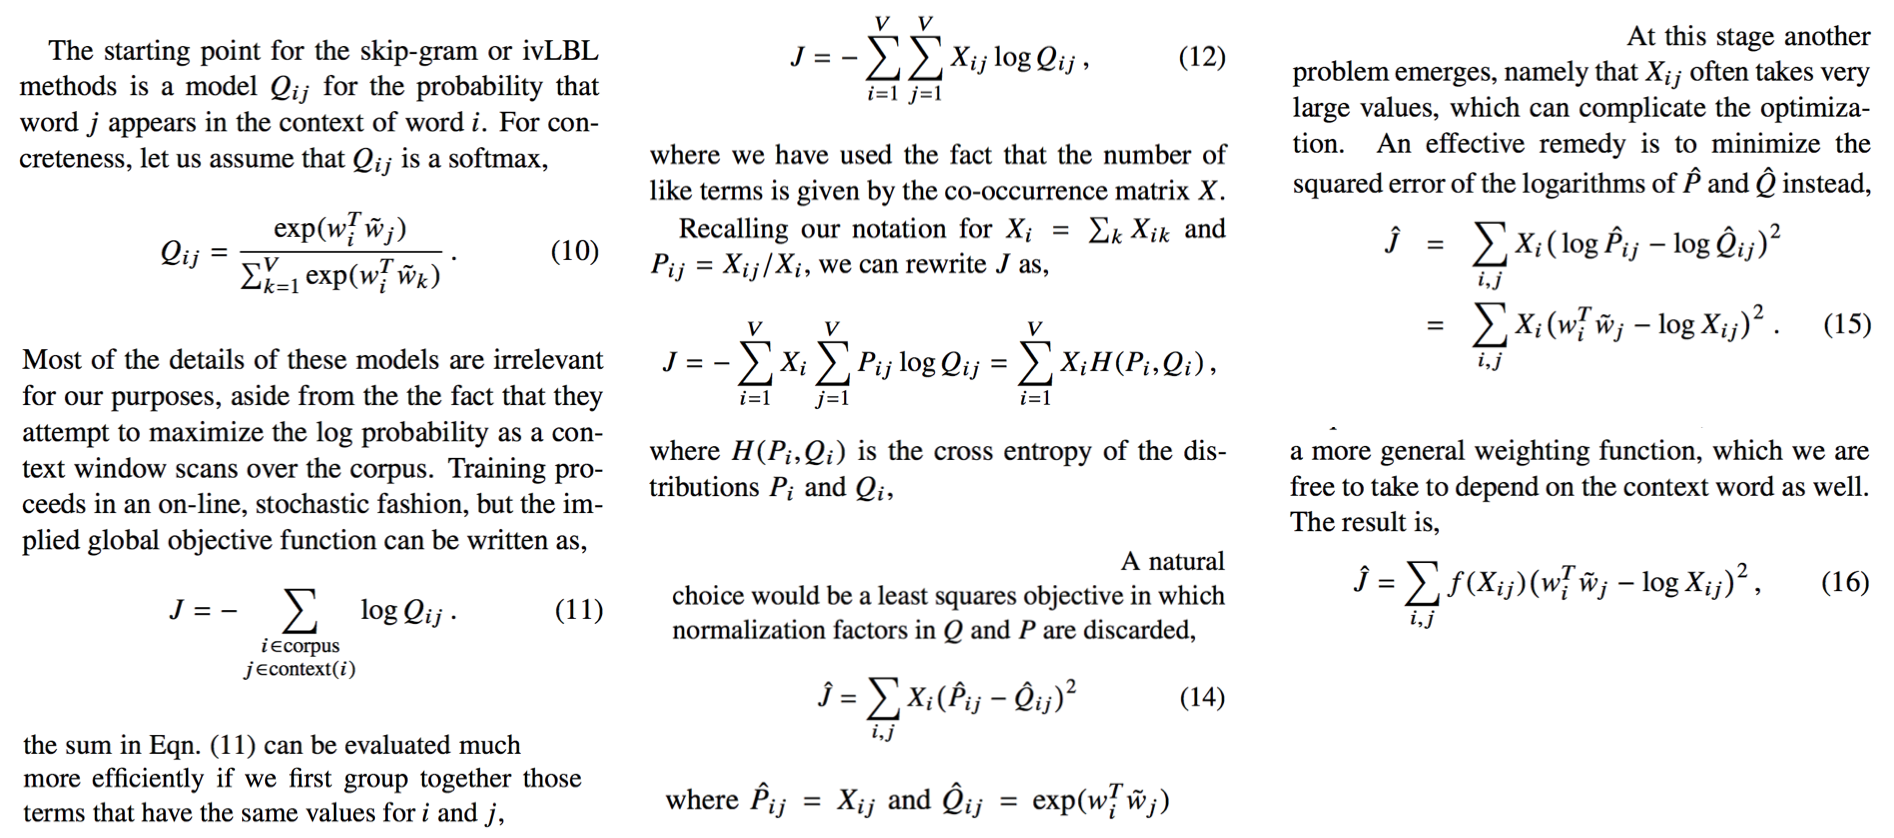 The starting point for the skip-gram or ivLBL
methods is a model Q_{ij} for the probability that
word j appears in the context of word i. For con-
creteness, let us assume that Q_{ij} is a softmax,
Q_{ij} = \frac{\exp(w_i^T \tilde{w}_j)}{\sum_{k=1}^{V} \exp(w_i^T \tilde{w}_k)} . (10)
Most of the details of these models are irrelevant
for our purposes, aside from the the fact that they
attempt to maximize the log probability as a con-
text window scans over the corpus. Training pro-
ceeds in an on-line, stochastic fashion, but the im-
plied global objective function can be written as,
J = - \sum_{i \in corpus, j \in context(i)} \log Q_{ij} . (11)
the sum in Eqn. (11) can be evaluated much
more efficiently if we first group together those
terms that have the same values for i and j,
J = - \sum_{i=1}^{V} \sum_{j=1}^{V} X_{ij} \log Q_{ij} , (12)
where we have used the fact that the number of
like terms is given by the co-occurrence matrix X.
Recalling our notation for X_i = \sum_k X_{ik} and
P_{ij} = X_{ij}/X_i, we can rewrite J as,
J = - \sum_{i=1}^{V} X_i \sum_{j=1}^{V} P_{ij} \log Q_{ij} = \sum_{i=1}^{V} X_i H(P_i, Q_i) ,
where H(P_i, Q_i) is the cross entropy of the dis-
tributions P_i and Q_i,
A natural
choice would be a least squares objective in which
normalization factors in Q and P are discarded,
\hat{J} = \sum_{i,j} X_i (\hat{P}_{ij} - \hat{Q}_{ij})^2 (14)
where \hat{P}_{ij} = X_{ij} and \hat{Q}_{ij} = \exp(w_i^T \tilde{w}_j)
At this stage another
problem emerges, namely that X_{ij} often takes very
large values, which can complicate the optimiza-
tion. An effective remedy is to minimize the
squared error of the logarithms of \hat{P} and \hat{Q} instead,
\hat{J} = \sum_{i,j} X_i (\log \hat{P}_{ij} - \log \hat{Q}_{ij})^2
= \sum_{i,j} X_i (w_i^T \tilde{w}_j - \log X_{ij})^2 . (15)
a more general weighting function, which we are
free to take to depend on the context word as well.
The result is,
\hat{J} = \sum_{i,j} f(X_{ij}) (w_i^T \tilde{w}_j - \log X_{ij})^2 , (16)